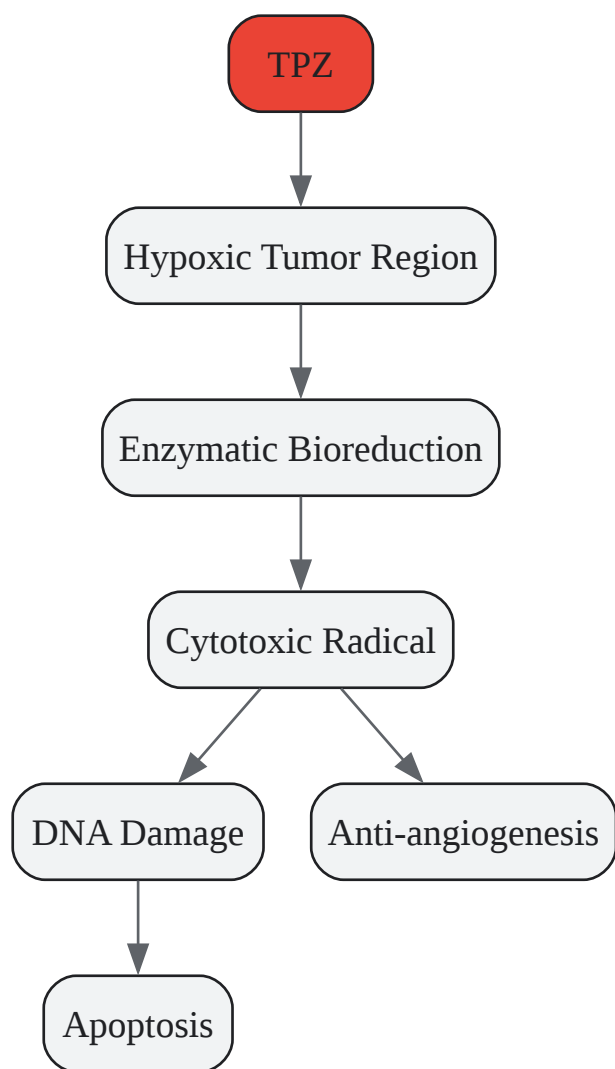 TPZ
Hypoxic Tumor Region
Enzymatic Bioreduction
Cytotoxic Radical
DNA Damage
Anti-angiogenesis
Apoptosis